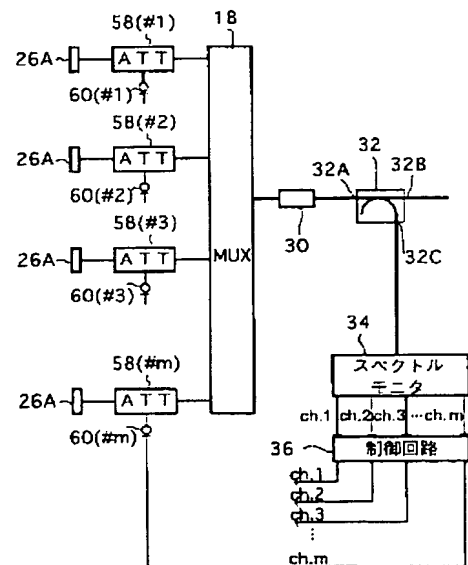 58(#1)
18
26A
ATT
60(#1)
58(#2)
26A
ATT
60(#2)
32
32A
32B
58(#3)
30
32C
26A
ATT
MUX
60(#3)
34
58(#m)
スペクトル
モニタ
26A
ATT
ch.1 ch.2 ch.3 …ch.m
60(#m)
36
制御回路
ch.1
ch.2
ch.3
⋮
ch.m